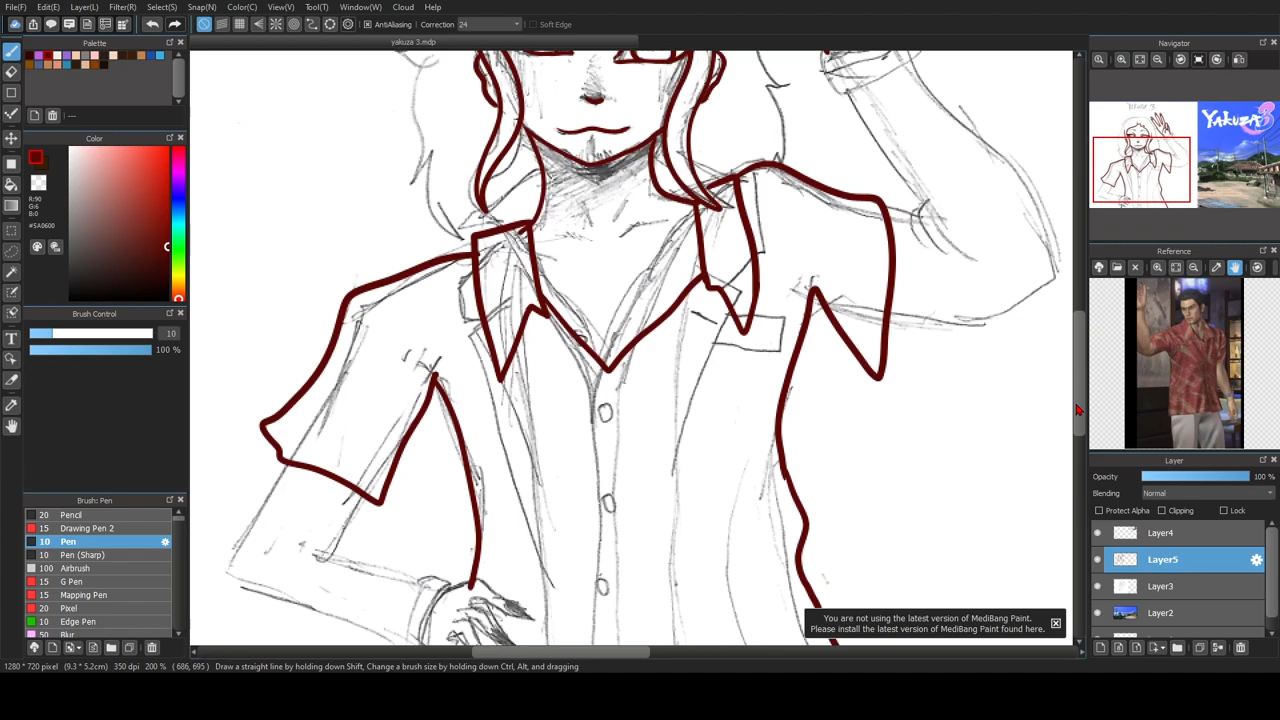 File(F) Edit(E) Layer(L) Filter(R) Select(S) Snap(N) Color(C) View(V) Tool(T) Window(W) Cloud Help
AntiAliasing Correction 24 Soft Edge
Palette
yakuza 3.mdp
Navigator
---
YAKUZA 3
Color
R:90
G:6
B:0
#5A0600
Reference
Brush Control
10
100 %
Layer
Opacity 100 %
Blending Normal
Protect Alpha Clipping Lock
Layer4
Layer5
Layer3
Layer2
Brush: Pen
20 Pencil
15 Drawing Pen 2
10 Pen
10 Pen (Sharp)
100 Airbrush
15 G Pen
15 Mapping Pen
20 Pixel
10 Edge Pen
50 Blur
You are not using the latest version of MediBang Paint.
Please install the latest version of MediBang Paint found here.
1280 * 720 pixel (9.3 * 5.2cm) 350 dpi 200 % ( 686, 695 ) Draw a straight line by holding down Shift, Change a brush size by holding down Ctrl, Alt, and dragging